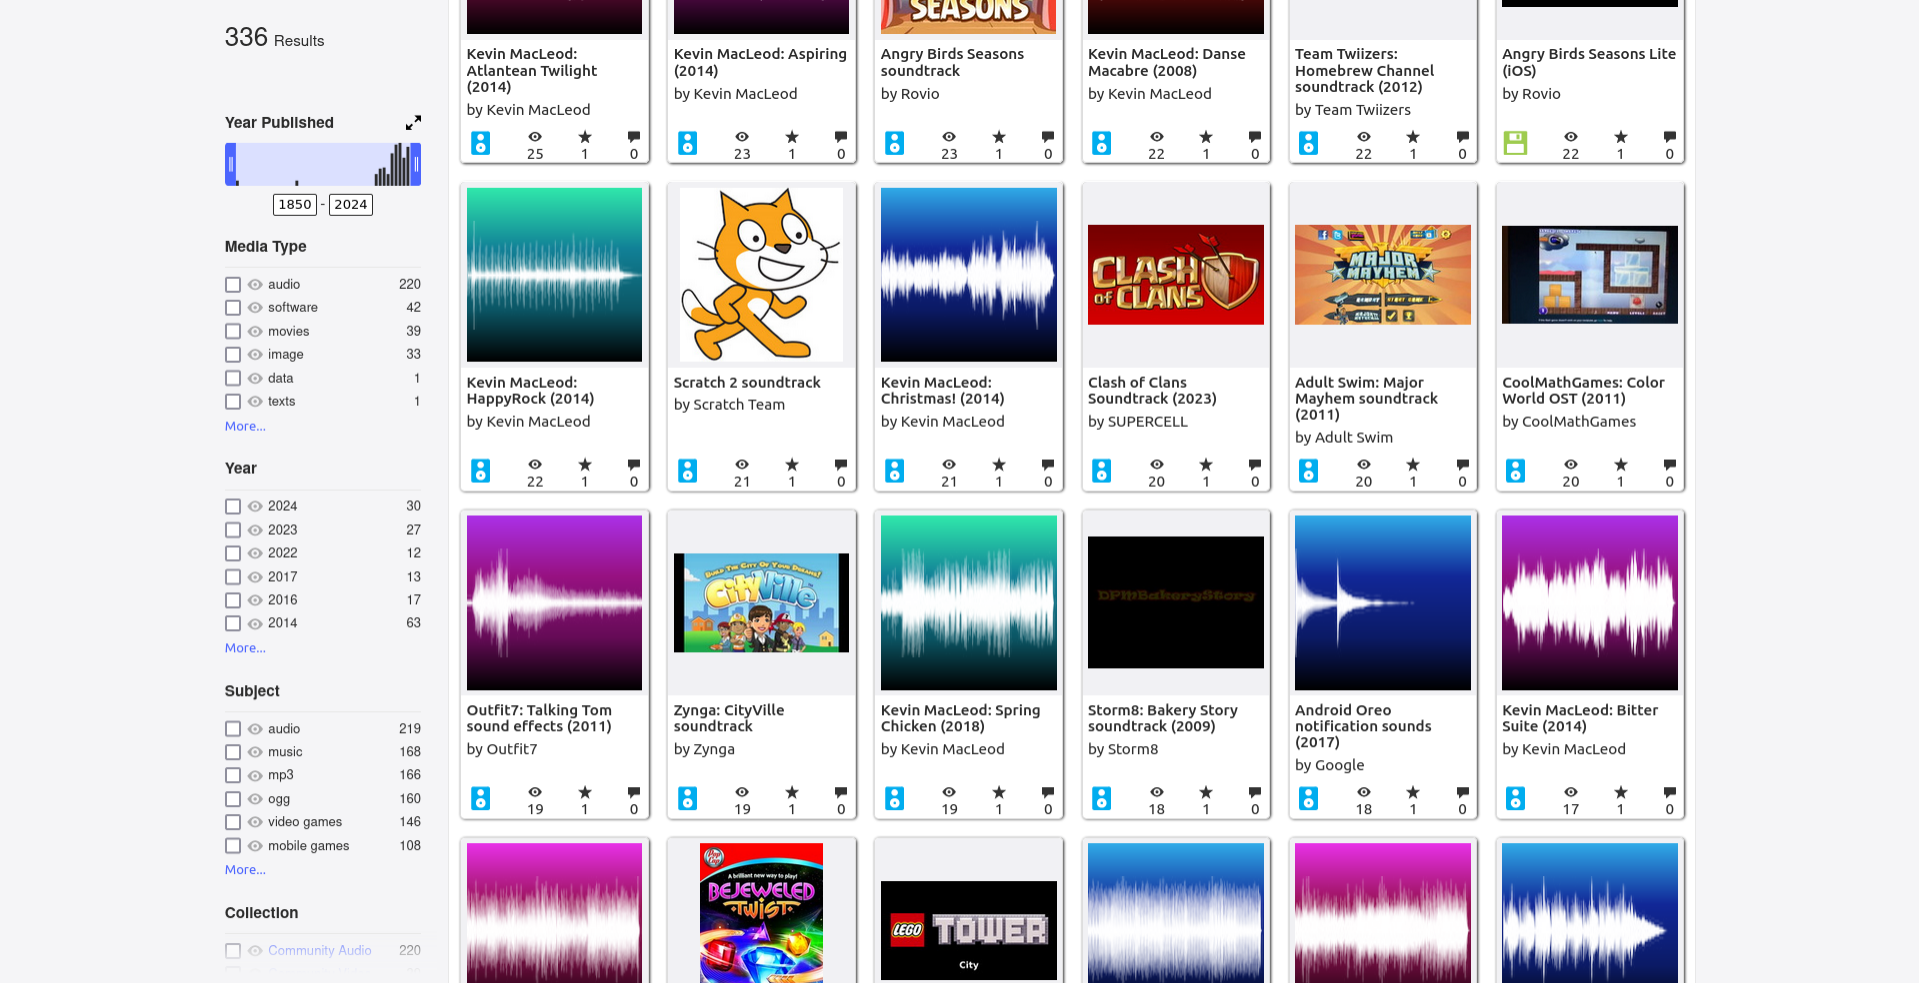 336 Results
Year Published
1850 - 2024
Media Type
audio 220
software 42
movies 39
image 33
data 1
texts 1
More...
Year
2024 30
2023 27
2022 12
2017 13
2016 17
2014 63
More...
Subject
audio 219
music 168
mp3 166
ogg 160
video games 146
mobile games 108
More...
Collection
Community Audio 220
SEASONS
Kevin MacLeod:
Atlantean Twilight
(2014)
by Kevin MacLeod
25 1 0
Kevin MacLeod: Aspiring
(2014)
by Kevin MacLeod
23 1 0
Angry Birds Seasons
soundtrack
by Rovio
23 1 0
Kevin MacLeod: Danse
Macabre (2008)
by Kevin MacLeod
22 1 0
Team Twiizers:
Homebrew Channel
soundtrack (2012)
by Team Twiizers
22 1 0
Angry Birds Seasons Lite
(iOS)
by Rovio
22 1 0
Kevin MacLeod:
HappyRock (2014)
by Kevin MacLeod
22 1 0
Scratch 2 soundtrack
by Scratch Team
21 1 0
Kevin MacLeod:
Christmas! (2014)
by Kevin MacLeod
21 1 0
CLASH
OF CLANS
Clash of Clans
Soundtrack (2023)
by SUPERCELL
20 1 0
MAJOR
MAYHEM
Adult Swim: Major
Mayhem soundtrack
(2011)
by Adult Swim
20 1 0
CoolMathGames: Color
World OST (2011)
by CoolMathGames
20 1 0
Outfit7: Talking Tom
sound effects (2011)
by Outfit7
19 1 0
BUILD THE CITY OF YOUR DREAMS!
CityVille
Zynga: CityVille
soundtrack
by Zynga
19 1 0
Kevin MacLeod: Spring
Chicken (2018)
by Kevin MacLeod
19 1 0
DPMBakeryStory
Storm8: Bakery Story
soundtrack (2009)
by Storm8
18 1 0
Android Oreo
notification sounds
(2017)
by Google
18 1 0
Kevin MacLeod: Bitter
Suite (2014)
by Kevin MacLeod
17 1 0
A brilliant new way to play!
BEJEWELED
TWIST
LEGO TOWER
City